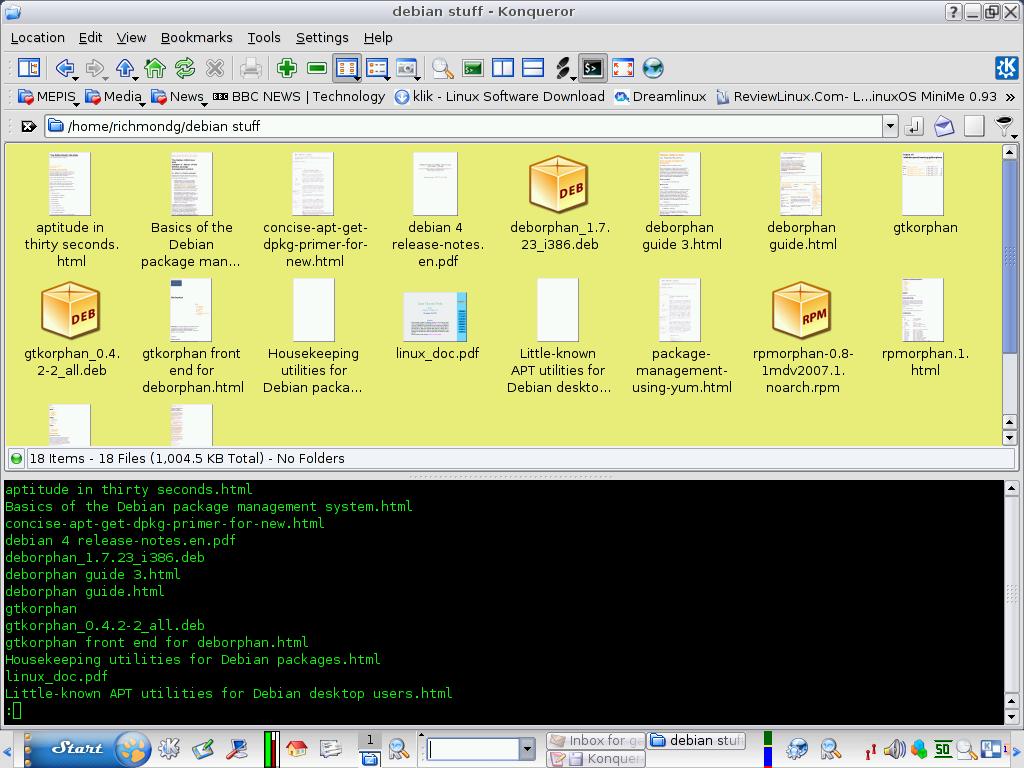 debian stuff - Konqueror
Location Edit View Bookmarks Tools Settings Help
MEPIS Media News BBC BBC NEWS | Technology klik - Linux Software Download Dreamlinux ReviewLinux.Com- L...inuxOS MiniMe 0.93 »
/home/richmondg/debian stuff
aptitude in
thirty seconds.
html
Basics of the
Debian
package man...
concise-apt-get-
dpkg-primer-for-
new.html
debian 4
release-notes.
en.pdf
DEB
deborphan_1.7.
23_i386.deb
deborphan
guide 3.html
deborphan
guide.html
gtkorphan
DEB
gtkorphan_0.4.
2-2_all.deb
gtkorphan front
end for
deborphan.html
Housekeeping
utilities for
Debian packa...
linux_doc.pdf
Little-known
APT utilities for
Debian deskto...
package-
management-
using-yum.html
RPM
rpmorphan-0.8-
1mdv2007.1.
noarch.rpm
rpmorphan.1.
html
18 Items - 18 Files (1,004.5 KB Total) - No Folders
aptitude in thirty seconds.html
Basics of the Debian package management system.html
concise-apt-get-dpkg-primer-for-new.html
debian 4 release-notes.en.pdf
deborphan_1.7.23_i386.deb
deborphan guide 3.html
deborphan guide.html
gtkorphan
gtkorphan_0.4.2-2_all.deb
gtkorphan front end for deborphan.html
Housekeeping utilities for Debian packages.html
linux_doc.pdf
Little-known APT utilities for Debian desktop users.html
:
Start 1 Inbox for ga debian stuf 50 1
Konquer